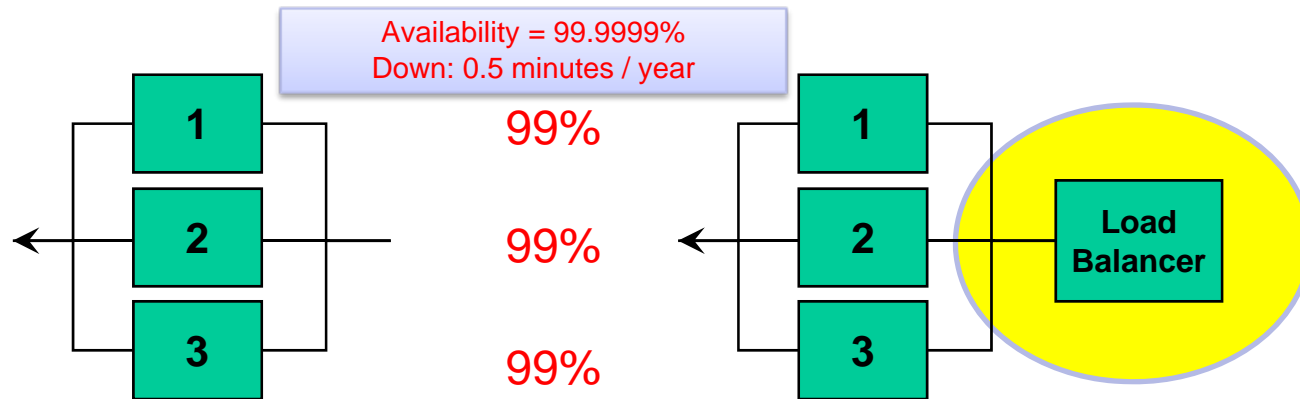 Availability = 99.9999%
Down: 0.5 minutes / year
1
99%
1
2
99%
2
Load
Balancer
3
99%
3